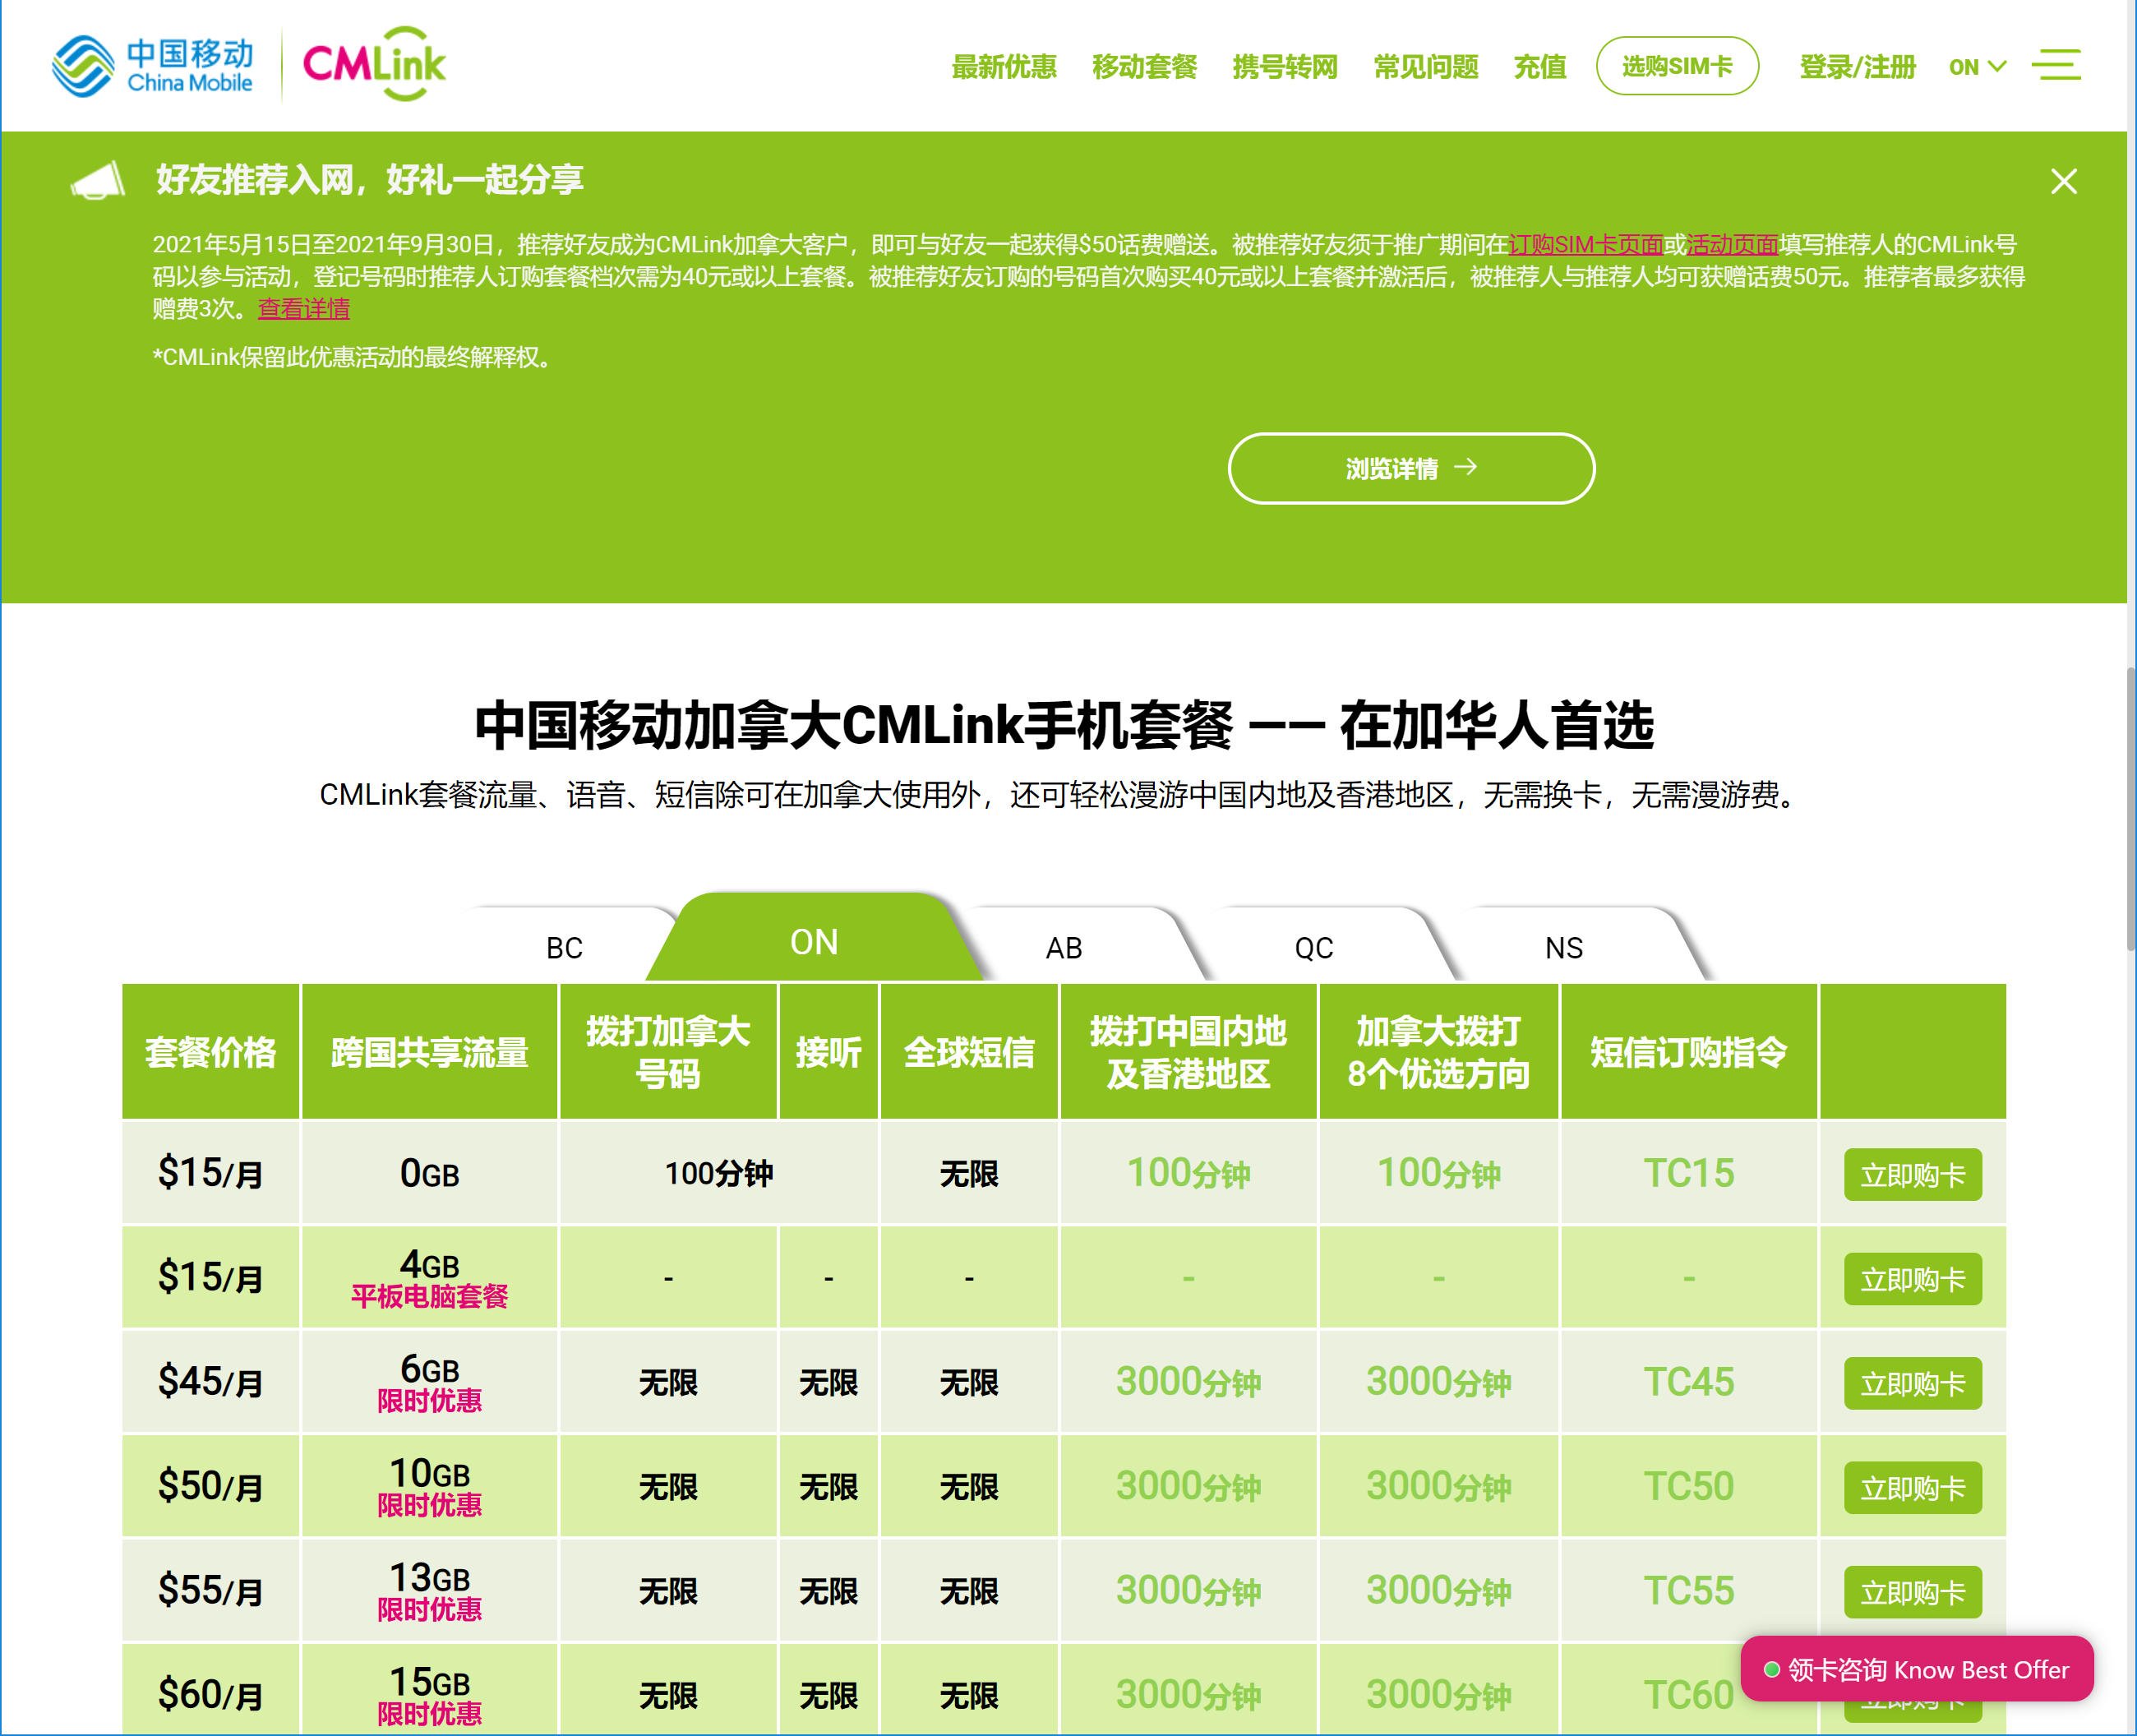 中国移动
China Mobile
CMLink
最新优惠 移动套餐 携号转网 常见问题 充值 选购SIM卡 登录/注册 ON
好友推荐入网，好礼一起分享
2021年5月15日至2021年9月30日，推荐好友成为CMLink加拿大客户，即可与好友一起获得$50话费赠送。被推荐好友须于推广期间在订购SIM卡页面或活动页面填写推荐人的CMLink号
码以参与活动，登记号码时推荐人订购套餐档次需为40元或以上套餐。被推荐好友订购的号码首次购买40元或以上套餐并激活后，被推荐人与推荐人均可获赠话费50元。推荐者最多获得
赠费3次。查看详情
*CMLink保留此优惠活动的最终解释权。
浏览详情 →
中国移动加拿大CMLink手机套餐 —— 在加华人首选
CMLink套餐流量、语音、短信除可在加拿大使用外，还可轻松漫游中国内地及香港地区，无需换卡，无需漫游费。
BC ON AB QC NS
套餐价格 跨国共享流量 拨打加拿大号码 接听 全球短信 拨打中国内地及香港地区 加拿大拨打8个优选方向 短信订购指令
$15/月 0GB 100分钟 无限 100分钟 100分钟 TC15 立即购卡
$15/月 4GB 平板电脑套餐 - - - - - - 立即购卡
$45/月 6GB 限时优惠 无限 无限 无限 3000分钟 3000分钟 TC45 立即购卡
$50/月 10GB 限时优惠 无限 无限 无限 3000分钟 3000分钟 TC50 立即购卡
$55/月 13GB 限时优惠 无限 无限 无限 3000分钟 3000分钟 TC55 立即购卡
$60/月 15GB 限时优惠 无限 无限 无限 3000分钟 3000分钟 TC60 立即购卡
领卡咨询 Know Best Offer